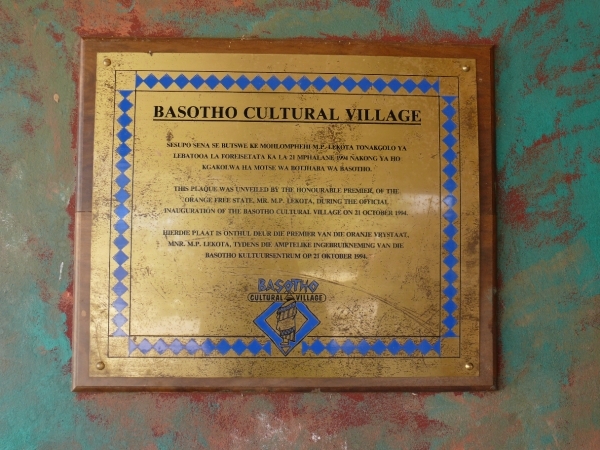 BASOTHO CULTURAL VILLAGE
SESUPO SENA SE BUTSWE KE MOHLOMPHEHI M.P. LEKOTA TONAKGOLO YA
LEBATOOA LA FOREISETATA KA LA 21 MPHALANE 1994 NAKONG YA HO
KGAKOLWA HA MOTSE WA BOTJHABA WA BASOTHO.
THIS PLAQUE WAS UNVEILED BY THE HONOURABLE PREMIER, OF THE
ORANGE FREE STATE, MR. M.P. LEKOTA, DURING THE OFFICIAL
INAUGURATION OF THE BASOTHO CULTURAL VILLAGE ON 21 OCTOBER 1994.
HIERDIE PLAAT IS ONTHUL DEUR DIE PREMIER VAN DIE ORANJE VRYSTAAT,
MNR. M.P. LEKOTA, TYDENS DIE AMPTELIKE INGEBRUIKNEMING VAN DIE
BASOTHO KULTUURSENTRUM OP 21 OKTOBER 1994.
BASOTHO
CULTURAL VILLAGE